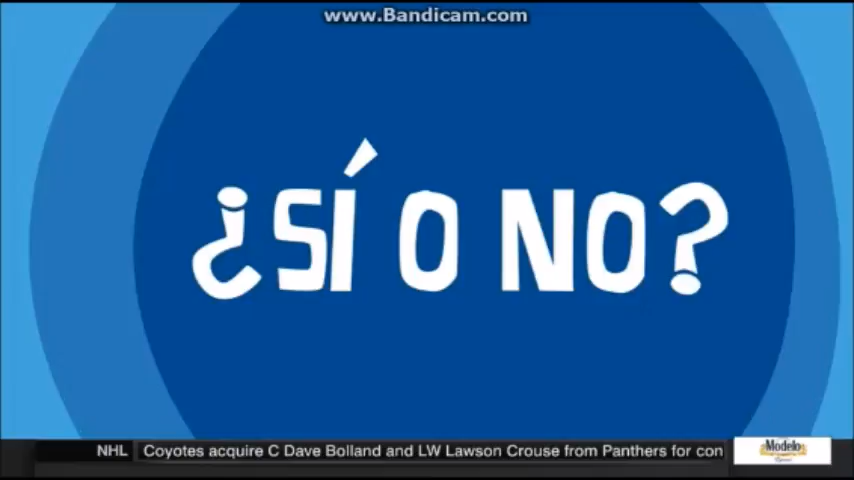 www.Bandicam.com
¿SÍ O NO?
NHL Coyotes acquire C Dave Bolland and LW Lawson Crouse from Panthers for con
Modelo